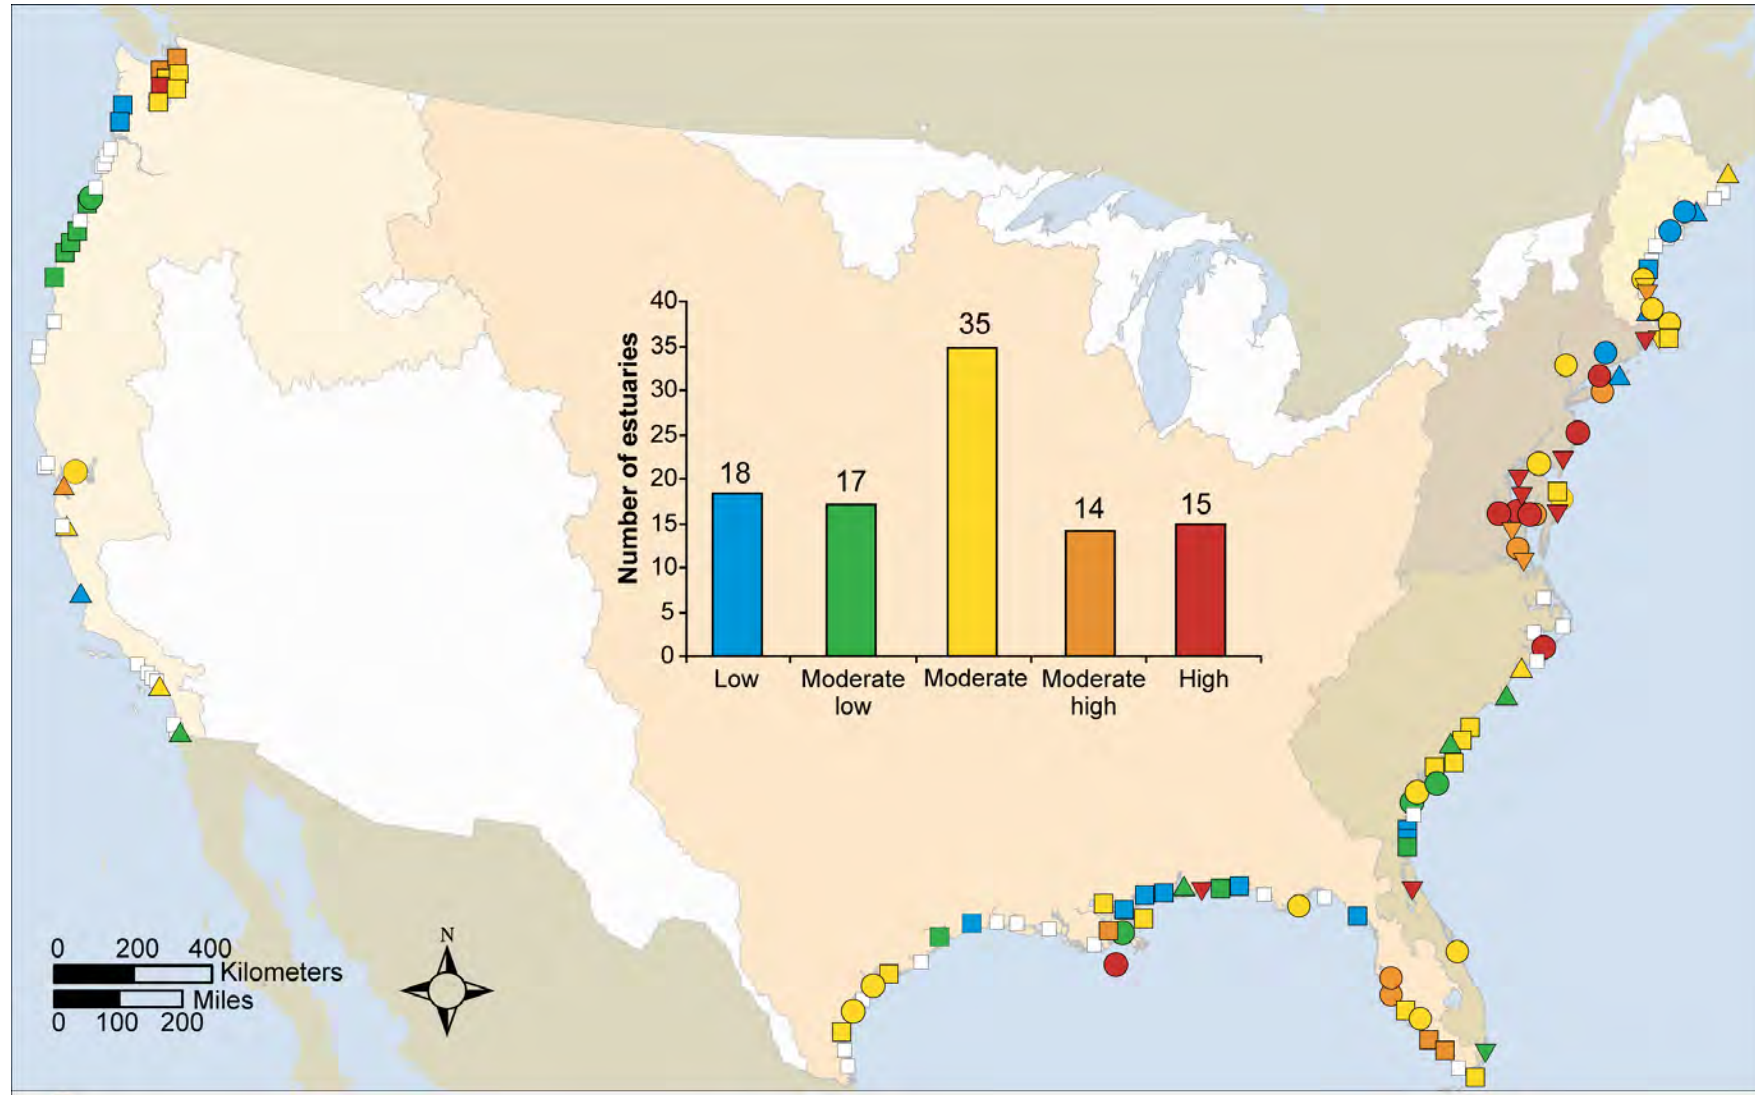 Number of estuaries
40
35
30
25
20
15
10
5
0
18
17
35
14
15
Low
Moderate
low
Moderate
Moderate
high
High
0 200 400
Kilometers
Miles
0 100 200
N